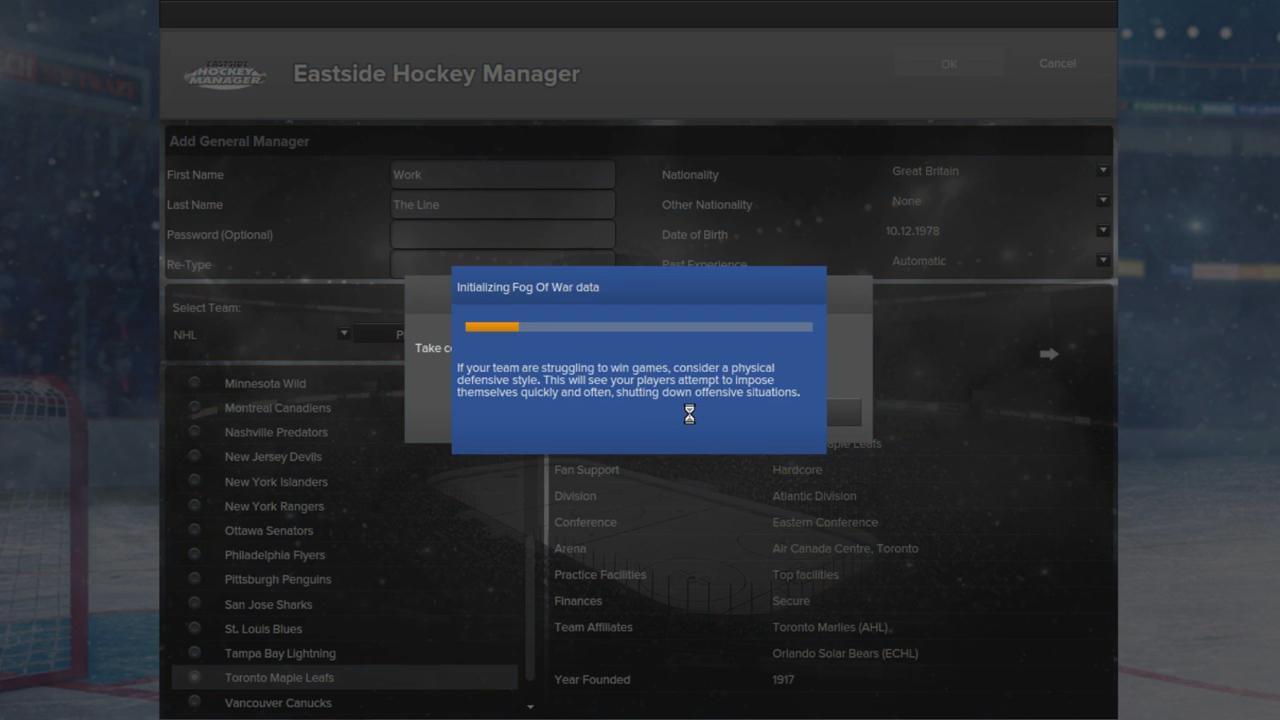 EASTSIDE
HOCKEY
MANAGER
Eastside Hockey Manager
OK
Cancel
Add General Manager
First Name
Work
Nationality
Great Britain
Last Name
The Line
Other Nationality
None
Password (Optional)
Date of Birth
10.12.1978
Re-Type
Past Experience
Automatic
Initializing Fog Of War data
Select Team:
NHL
P
Take c
If your team are struggling to win games, consider a physical
defensive style. This will see your players attempt to impose
themselves quickly and often, shutting down offensive situations.
Minnesota Wild
Montreal Canadiens
Nashville Predators
New Jersey Devils
New York Islanders
New York Rangers
Ottawa Senators
Philadelphia Flyers
Pittsburgh Penguins
San Jose Sharks
St. Louis Blues
Tampa Bay Lightning
Toronto Maple Leafs
Vancouver Canucks
Leafs
Fan Support
Hardcore
Division
Atlantic Division
Conference
Eastern Conference
Arena
Air Canada Centre, Toronto
Practice Facilities
Top facilities
Finances
Secure
Team Affiliates
Toronto Marlies (AHL),
Orlando Solar Bears (ECHL)
Year Founded
1917